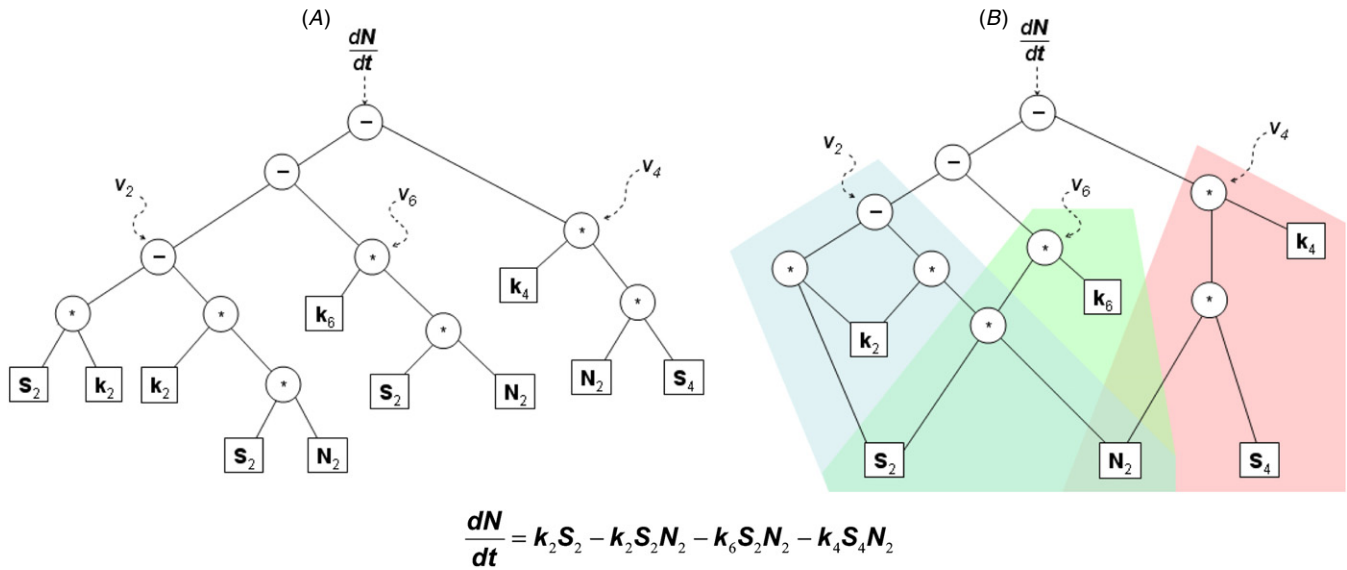 (A) (B)
dN/dt dN/dt
− −
v₂ − v₆ v₄ v₂ − v₆ v₄
− * * − * *
* * k₄ * * * k₄
k₆ * k₂ * k₆ *
S₂ k₂ k₂ * S₂ N₂ N₂ S₄
S₂ N₂ S₂ N₂ S₄
dN/dt = k₂S₂ − k₂S₂N₂ − k₆S₂N₂ − k₄S₄N₂